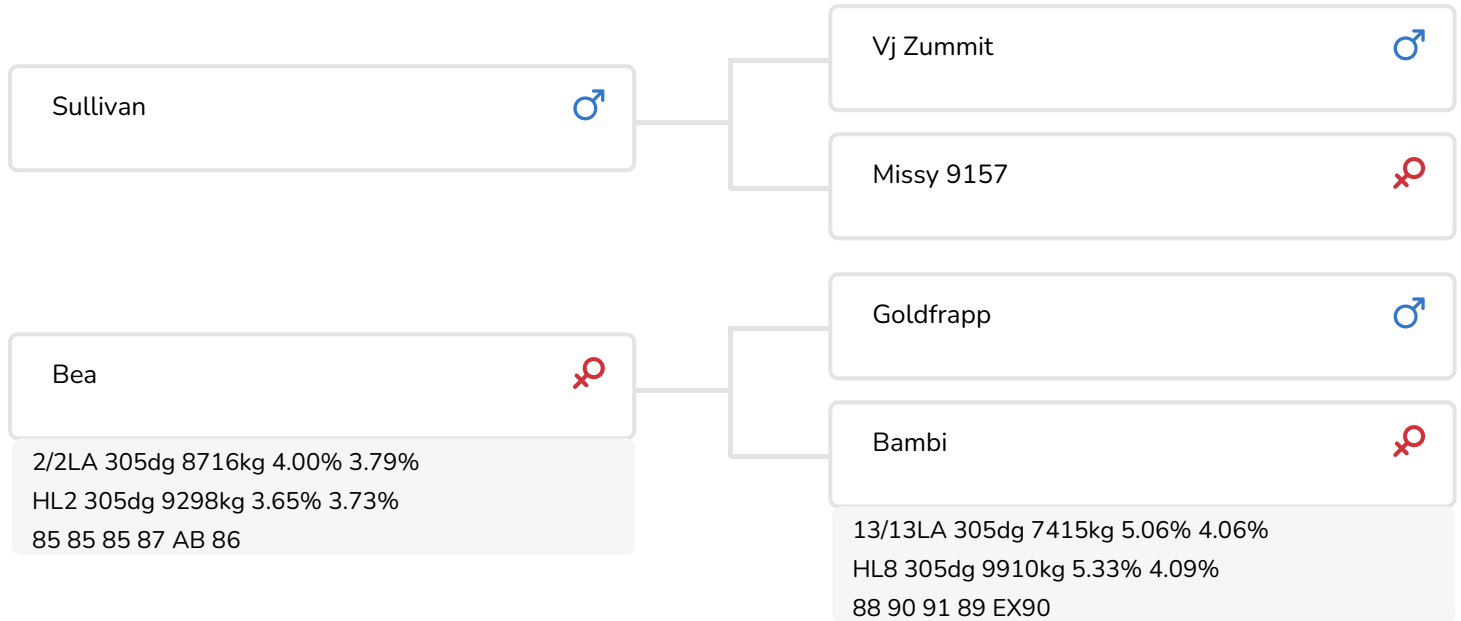 Sullivan
Vj Zummit
Missy 9157
Bea
2/2LA 305dg 8716kg 4.00% 3.79%
HL2 305dg 9298kg 3.65% 3.73%
85 85 85 87 AB 86
Goldfrapp
Bambi
13/13LA 305dg 7415kg 5.06% 4.06%
HL8 305dg 9910kg 5.33% 4.09%
88 90 91 89 EX90